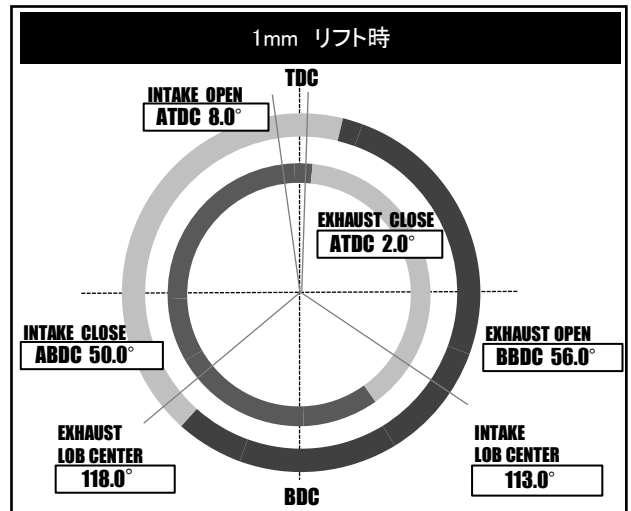 1mm リフト時
TDC
INTAKE OPEN
ATDC 8.0°
EXHAUST CLOSE
ATDC 2.0°
INTAKE CLOSE
ABDC 50.0°
EXHAUST OPEN
BBDC 56.0°
EXHAUST
LOB CENTER
118.0°
INTAKE
LOB CENTER
113.0°
BDC